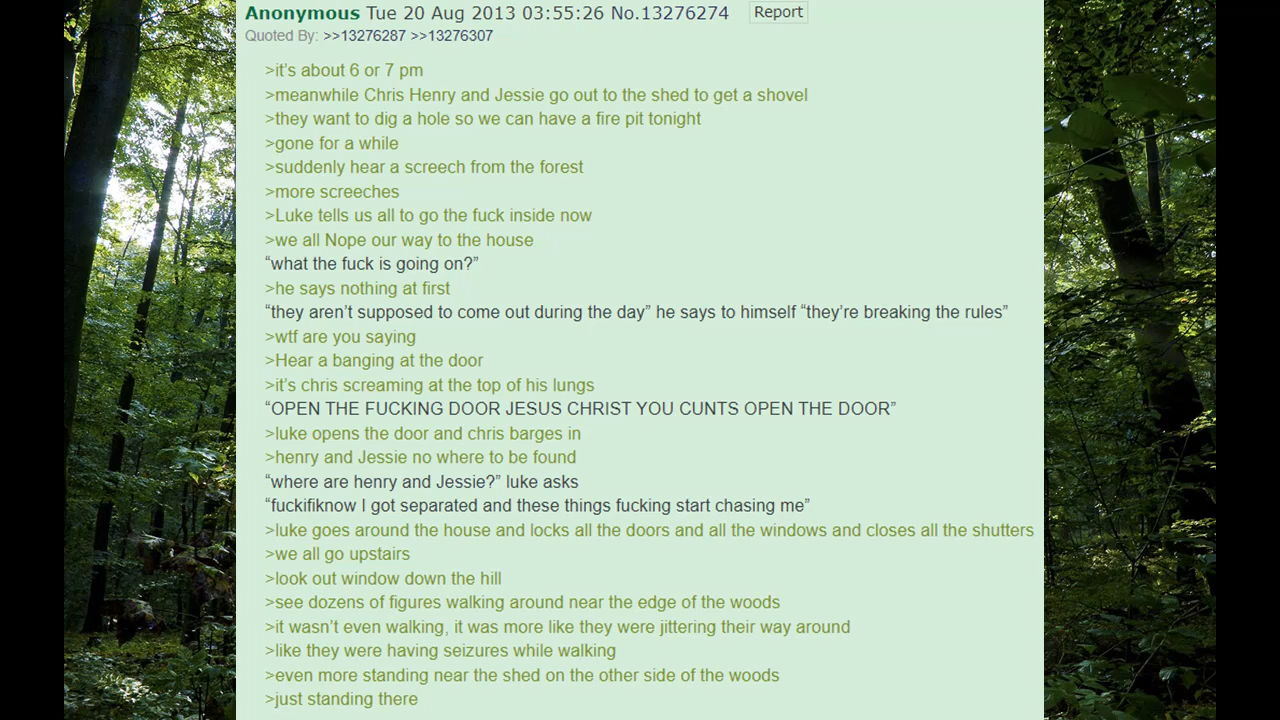 Anonymous Tue 20 Aug 2013 03:55:26 No.13276274 Report
Quoted By: >>13276287 >>13276307
>it's about 6 or 7 pm
>meanwhile Chris Henry and Jessie go out to the shed to get a shovel
>they want to dig a hole so we can have a fire pit tonight
>gone for a while
>suddenly hear a screech from the forest
>more screeches
>Luke tells us all to go the fuck inside now
>we all Nope our way to the house
“what the fuck is going on?”
>he says nothing at first
“they aren’t supposed to come out during the day” he says to himself “they’re breaking the rules”
>wtf are you saying
>Hear a banging at the door
>it’s chris screaming at the top of his lungs
“OPEN THE FUCKING DOOR JESUS CHRIST YOU CUNTS OPEN THE DOOR”
>luke opens the door and chris barges in
>henry and Jessie no where to be found
“where are henry and Jessie?” luke asks
“fuckifiknow I got separated and these things fucking start chasing me”
>luke goes around the house and locks all the doors and all the windows and closes all the shutters
>we all go upstairs
>look out window down the hill
>see dozens of figures walking around near the edge of the woods
>it wasn’t even walking, it was more like they were jittering their way around
>like they were having seizures while walking
>even more standing near the shed on the other side of the woods
>just standing there